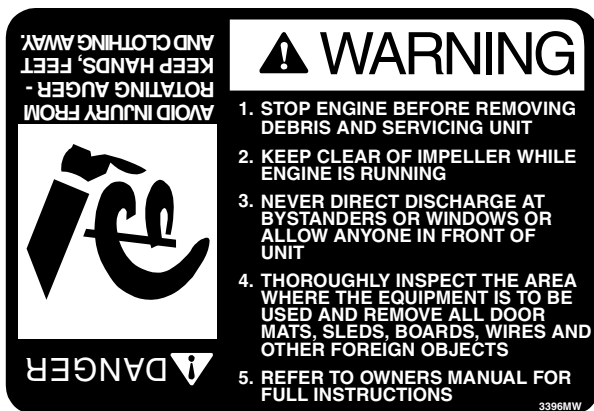 DANGER
AVOID INJURY FROM
ROTATING AUGER -
KEEP HANDS, FEET
AND CLOTHING AWAY.
WARNING
1. STOP ENGINE BEFORE REMOVING
DEBRIS AND SERVICING UNIT
2. KEEP CLEAR OF IMPELLER WHILE
ENGINE IS RUNNING
3. NEVER DIRECT DISCHARGE AT
BYSTANDERS OR WINDOWS OR
ALLOW ANYONE IN FRONT OF
UNIT
4. THOROUGHLY INSPECT THE AREA
WHERE THE EQUIPMENT IS TO BE
USED AND REMOVE ALL DOOR
MATS, SLEDS, BOARDS, WIRES AND
OTHER FOREIGN OBJECTS
5. REFER TO OWNERS MANUAL FOR
FULL INSTRUCTIONS
3396MW